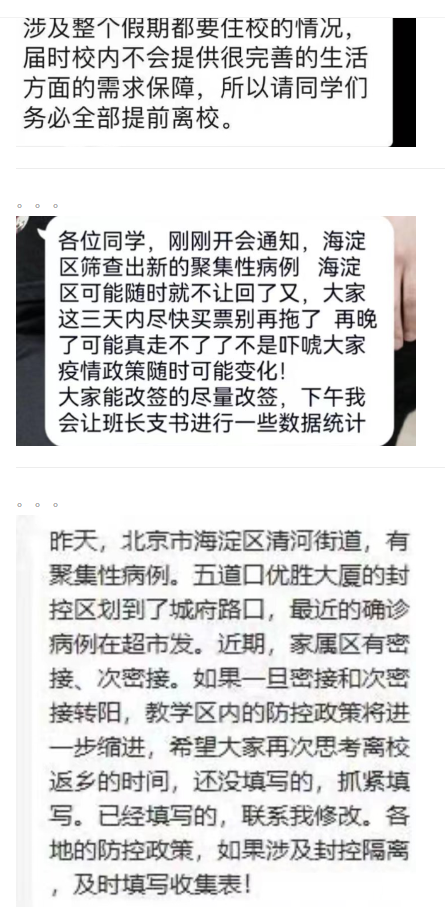 涉及整个假期都要住校的情况，
届时校内不会提供很完善的生活
方面的需求保障，所以请同学们
务必全部提前离校。
。。。
各位同学，刚刚开会通知，海淀
区筛查出新的聚集性病例 海淀
区可能随时就不让回了又，大家
这三天内尽快买票别再拖了 再晚
了可能真走不了了不是吓唬大家
疫情政策随时可能变化！
大家能改签的尽量改签，下午我
会让班长支书进行一些数据统计
。。。
昨天，北京市海淀区清河街道，有
聚集性病例。五道口优胜大厦的封
控区划到了城府路口，最近的确诊
病例在超市发。近期，家属区有密
接、次密接。如果一旦密接和次密
接转阳，教学区内的防控政策将进
一步缩进，希望大家再次思考离校
返乡的时间，还没填写的，抓紧填
写。已经填写的，联系我修改。各
地的防控政策，如果涉及封控隔离
，及时填写收集表！